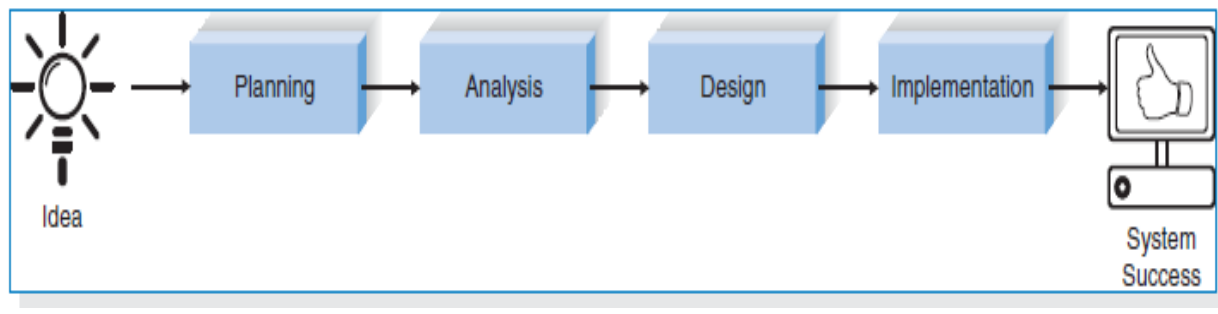 Planning
Analysis
Design
Implementation
Idea
System
Success